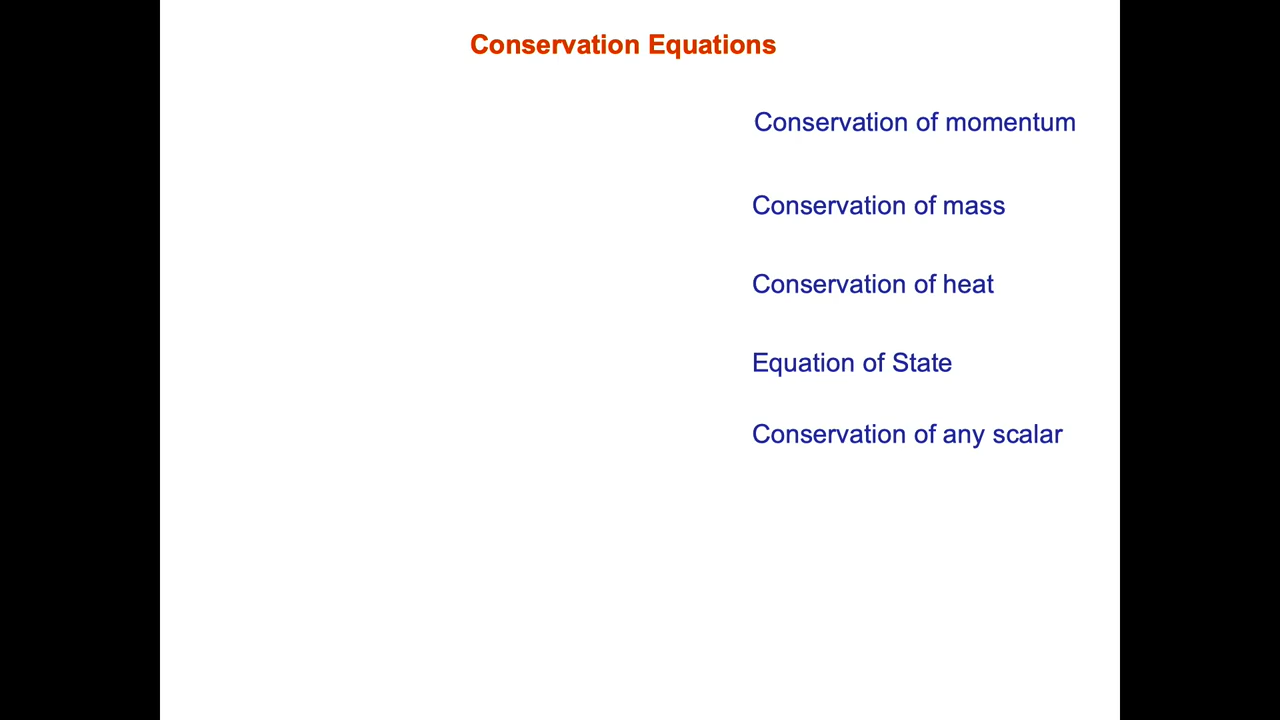 Conservation Equations
Conservation of momentum
Conservation of mass
Conservation of heat
Equation of State
Conservation of any scalar